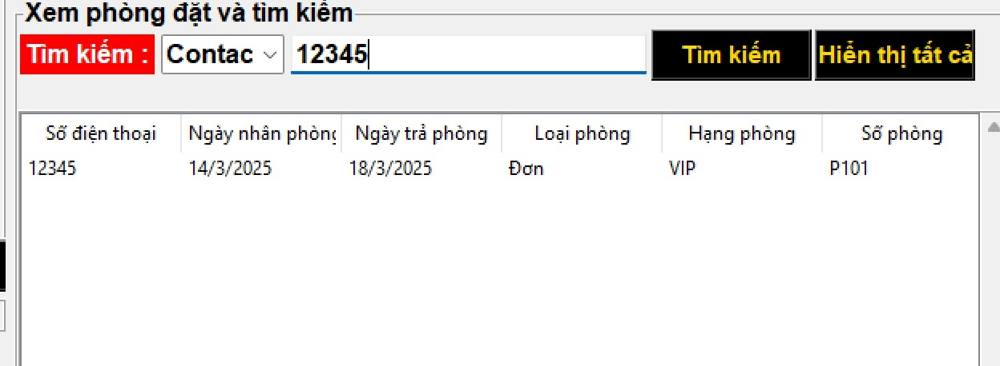 Xem phòng đặt và tìm kiếm
Tìm kiếm : Contac 12345 Tìm kiếm Hiển thị tất cả
Số điện thoại Ngày nhân phòng Ngày trả phòng Loại phòng Hạng phòng Số phòng
12345 14/3/2025 18/3/2025 Đơn VIP P101